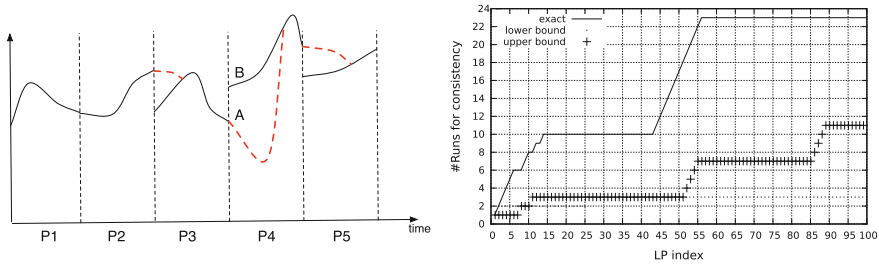 B
A
P1 P2 P3 P4 P5
time
#Runs for consistency
24
22
20
18
16
14
12
10
8
6
4
2
0
exact
lower bound
upper bound
0 5 10 15 20 25 30 35 40 45 50 55 60 65 70 75 80 85 90 95 100
LP index